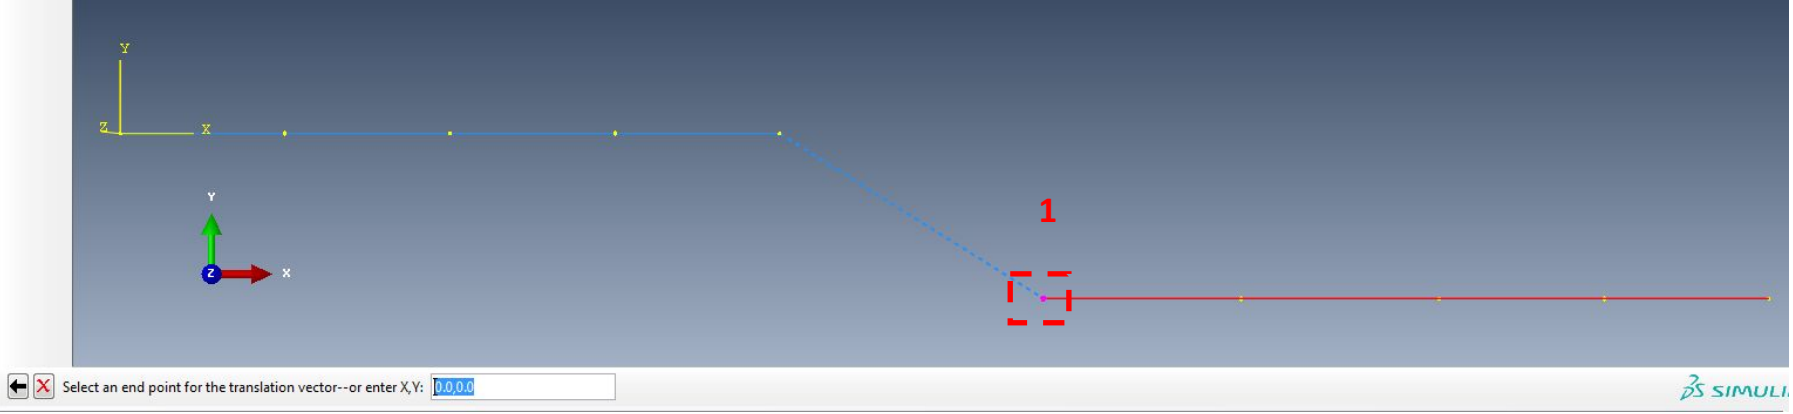 Y
Z X
Y
1
Z X
Select an end point for the translation vector--or enter X,Y: 0.0,0.0
SIMULI